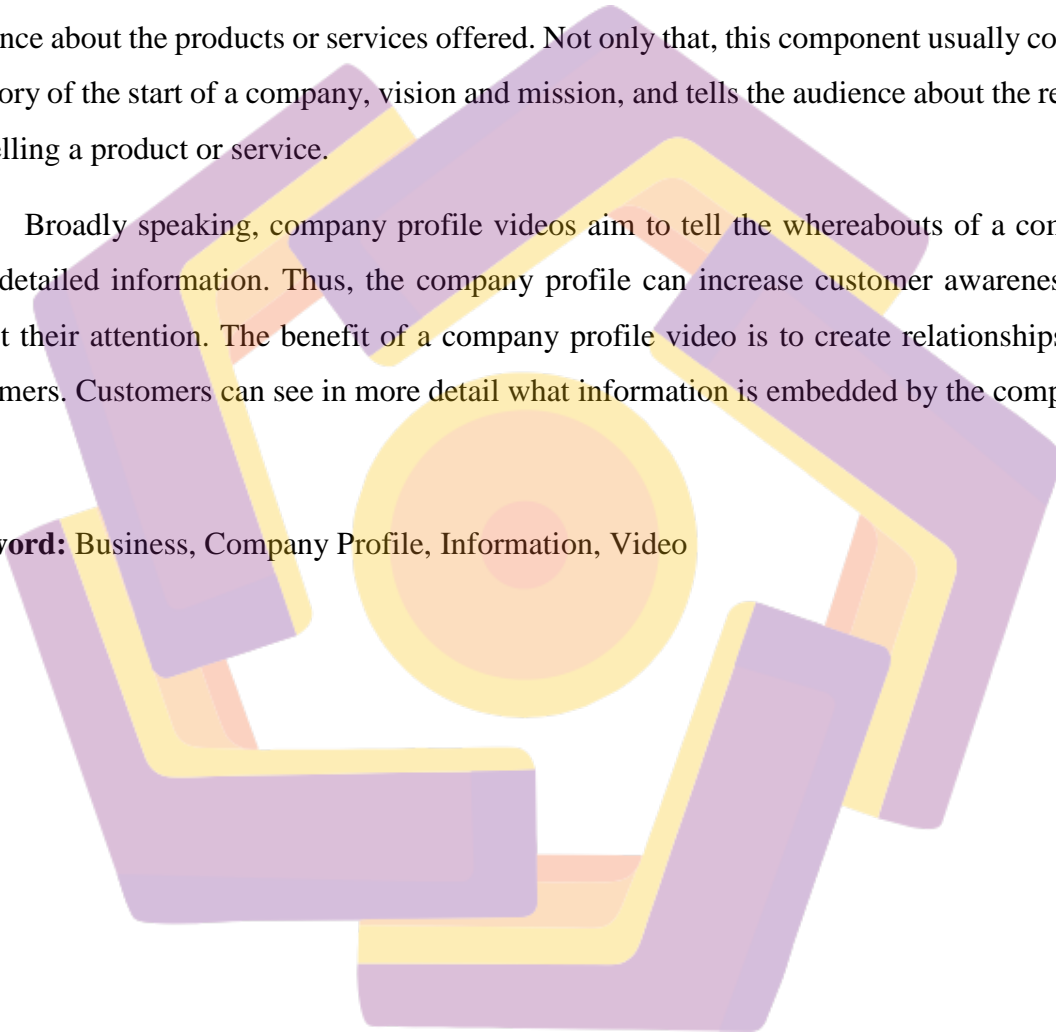 nce about the products or services offered. Not only that, this component usually co
ory of the start of a company, vision and mission, and tells the audience about the re
elling a product or service.
Broadly speaking, company profile videos aim to tell the whereabouts of a con
detailed information. Thus, the company profile can increase customer awarenes
t their attention. The benefit of a company profile video is to create relationships
mers. Customers can see in more detail what information is embedded by the comp
vord: Business, Company Profile, Information, Video